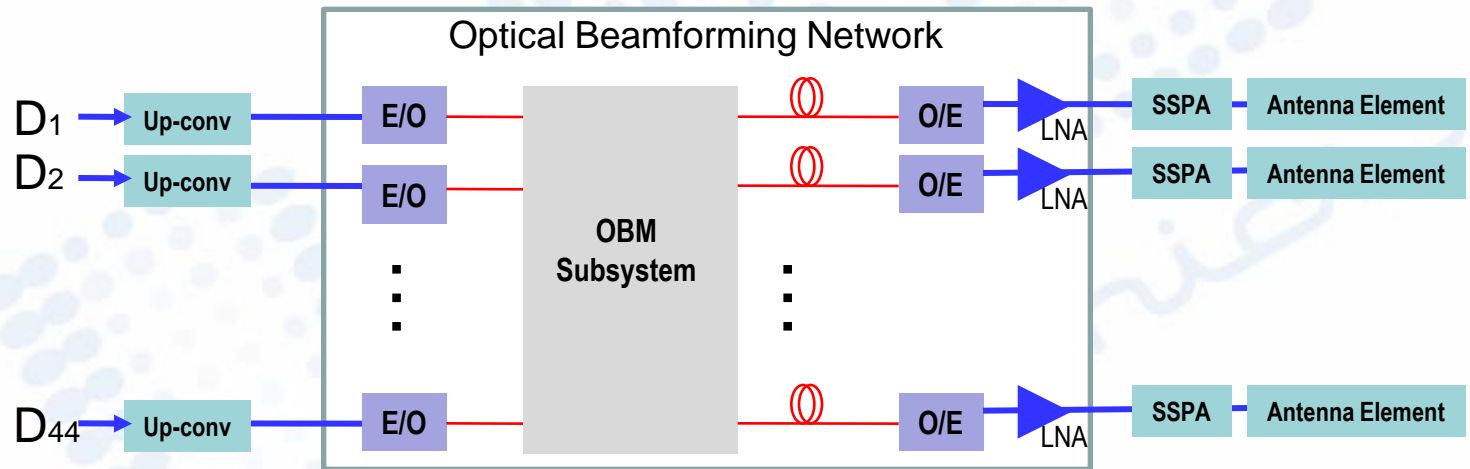 Optical Beamforming Network
D1 Up-conv E/O O/E LNA SSPA Antenna Element
D2 Up-conv E/O O/E LNA SSPA Antenna Element
OBM
Subsystem
D44 Up-conv E/O O/E LNA SSPA Antenna Element